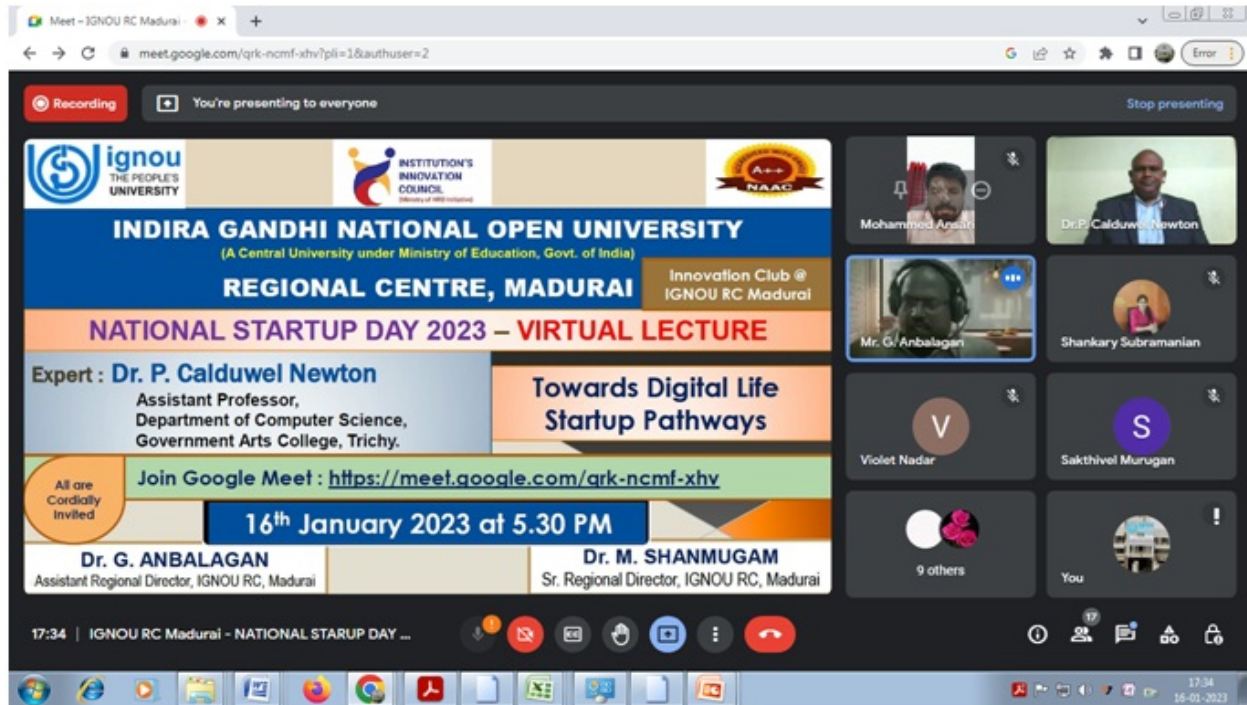 Meet – IGNOU RC Madurai -
meet.google.com/qrk-ncmf-xhv?pli=1&authuser=2
Error
Recording
You're presenting to everyone
Stop presenting
ignou
THE PEOPLE'S
UNIVERSITY
INSTITUTION'S
INNOVATION
COUNCIL
(Ministry of HRD Initiative)
A++
NAAC
INDIRA GANDHI NATIONAL OPEN UNIVERSITY
(A Central University under Ministry of Education, Govt. of India)
REGIONAL CENTRE, MADURAI
Innovation Club @
IGNOU RC Madurai
NATIONAL STARTUP DAY 2023 – VIRTUAL LECTURE
Expert : Dr. P. Calduwel Newton
Assistant Professor,
Department of Computer Science,
Government Arts College, Trichy.
Towards Digital Life
Startup Pathways
All are
Cordially
Invited
Join Google Meet : https://meet.google.com/qrk-ncmf-xhv
16th January 2023 at 5.30 PM
Dr. G. ANBALAGAN
Assistant Regional Director, IGNOU RC, Madurai
Dr. M. SHANMUGAM
Sr. Regional Director, IGNOU RC, Madurai
Mohammed Ansari
Dr.P. Calduwel Newton
Mr. G. Anbalagan
Shankary Subramanian
V
Violet Nadar
S
Sakthivel Murugan
9 others
You
17:34 | IGNOU RC Madurai - NATIONAL STARUP DAY ...
17
17:34
16-01-2023